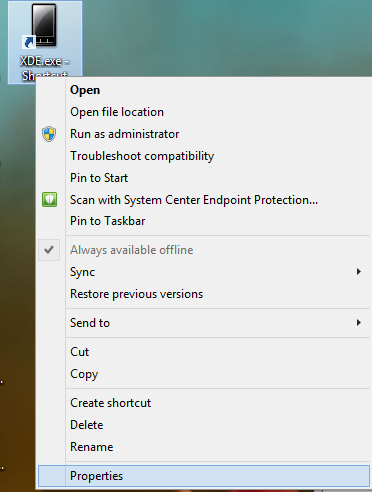 XDE.exe -
Shortcut
Open
Open file location
Run as administrator
Troubleshoot compatibility
Pin to Start
Scan with System Center Endpoint Protection...
Pin to Taskbar
Always available offline
Sync
Restore previous versions
Send to
Cut
Copy
Create shortcut
Delete
Rename
Properties